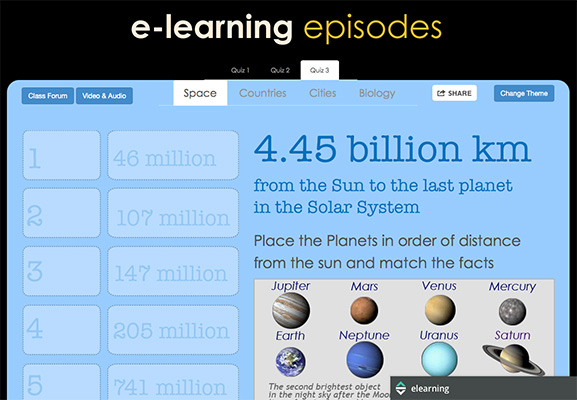 e-learning episodes
Quiz 1 Quiz 2 Quiz 3
Class Forum Video & Audio Space Countries Cities Biology SHARE Change Theme
1 46 million
2 107 million
3 147 million
4 205 million
5 741 million
4.45 billion km
from the Sun to the last planet
in the Solar System
Place the Planets in order of distance
from the sun and match the facts
Jupiter Mars Venus Mercury
Earth Neptune Uranus Saturn
The second brightest object
in the night sky after the Moon
elearning